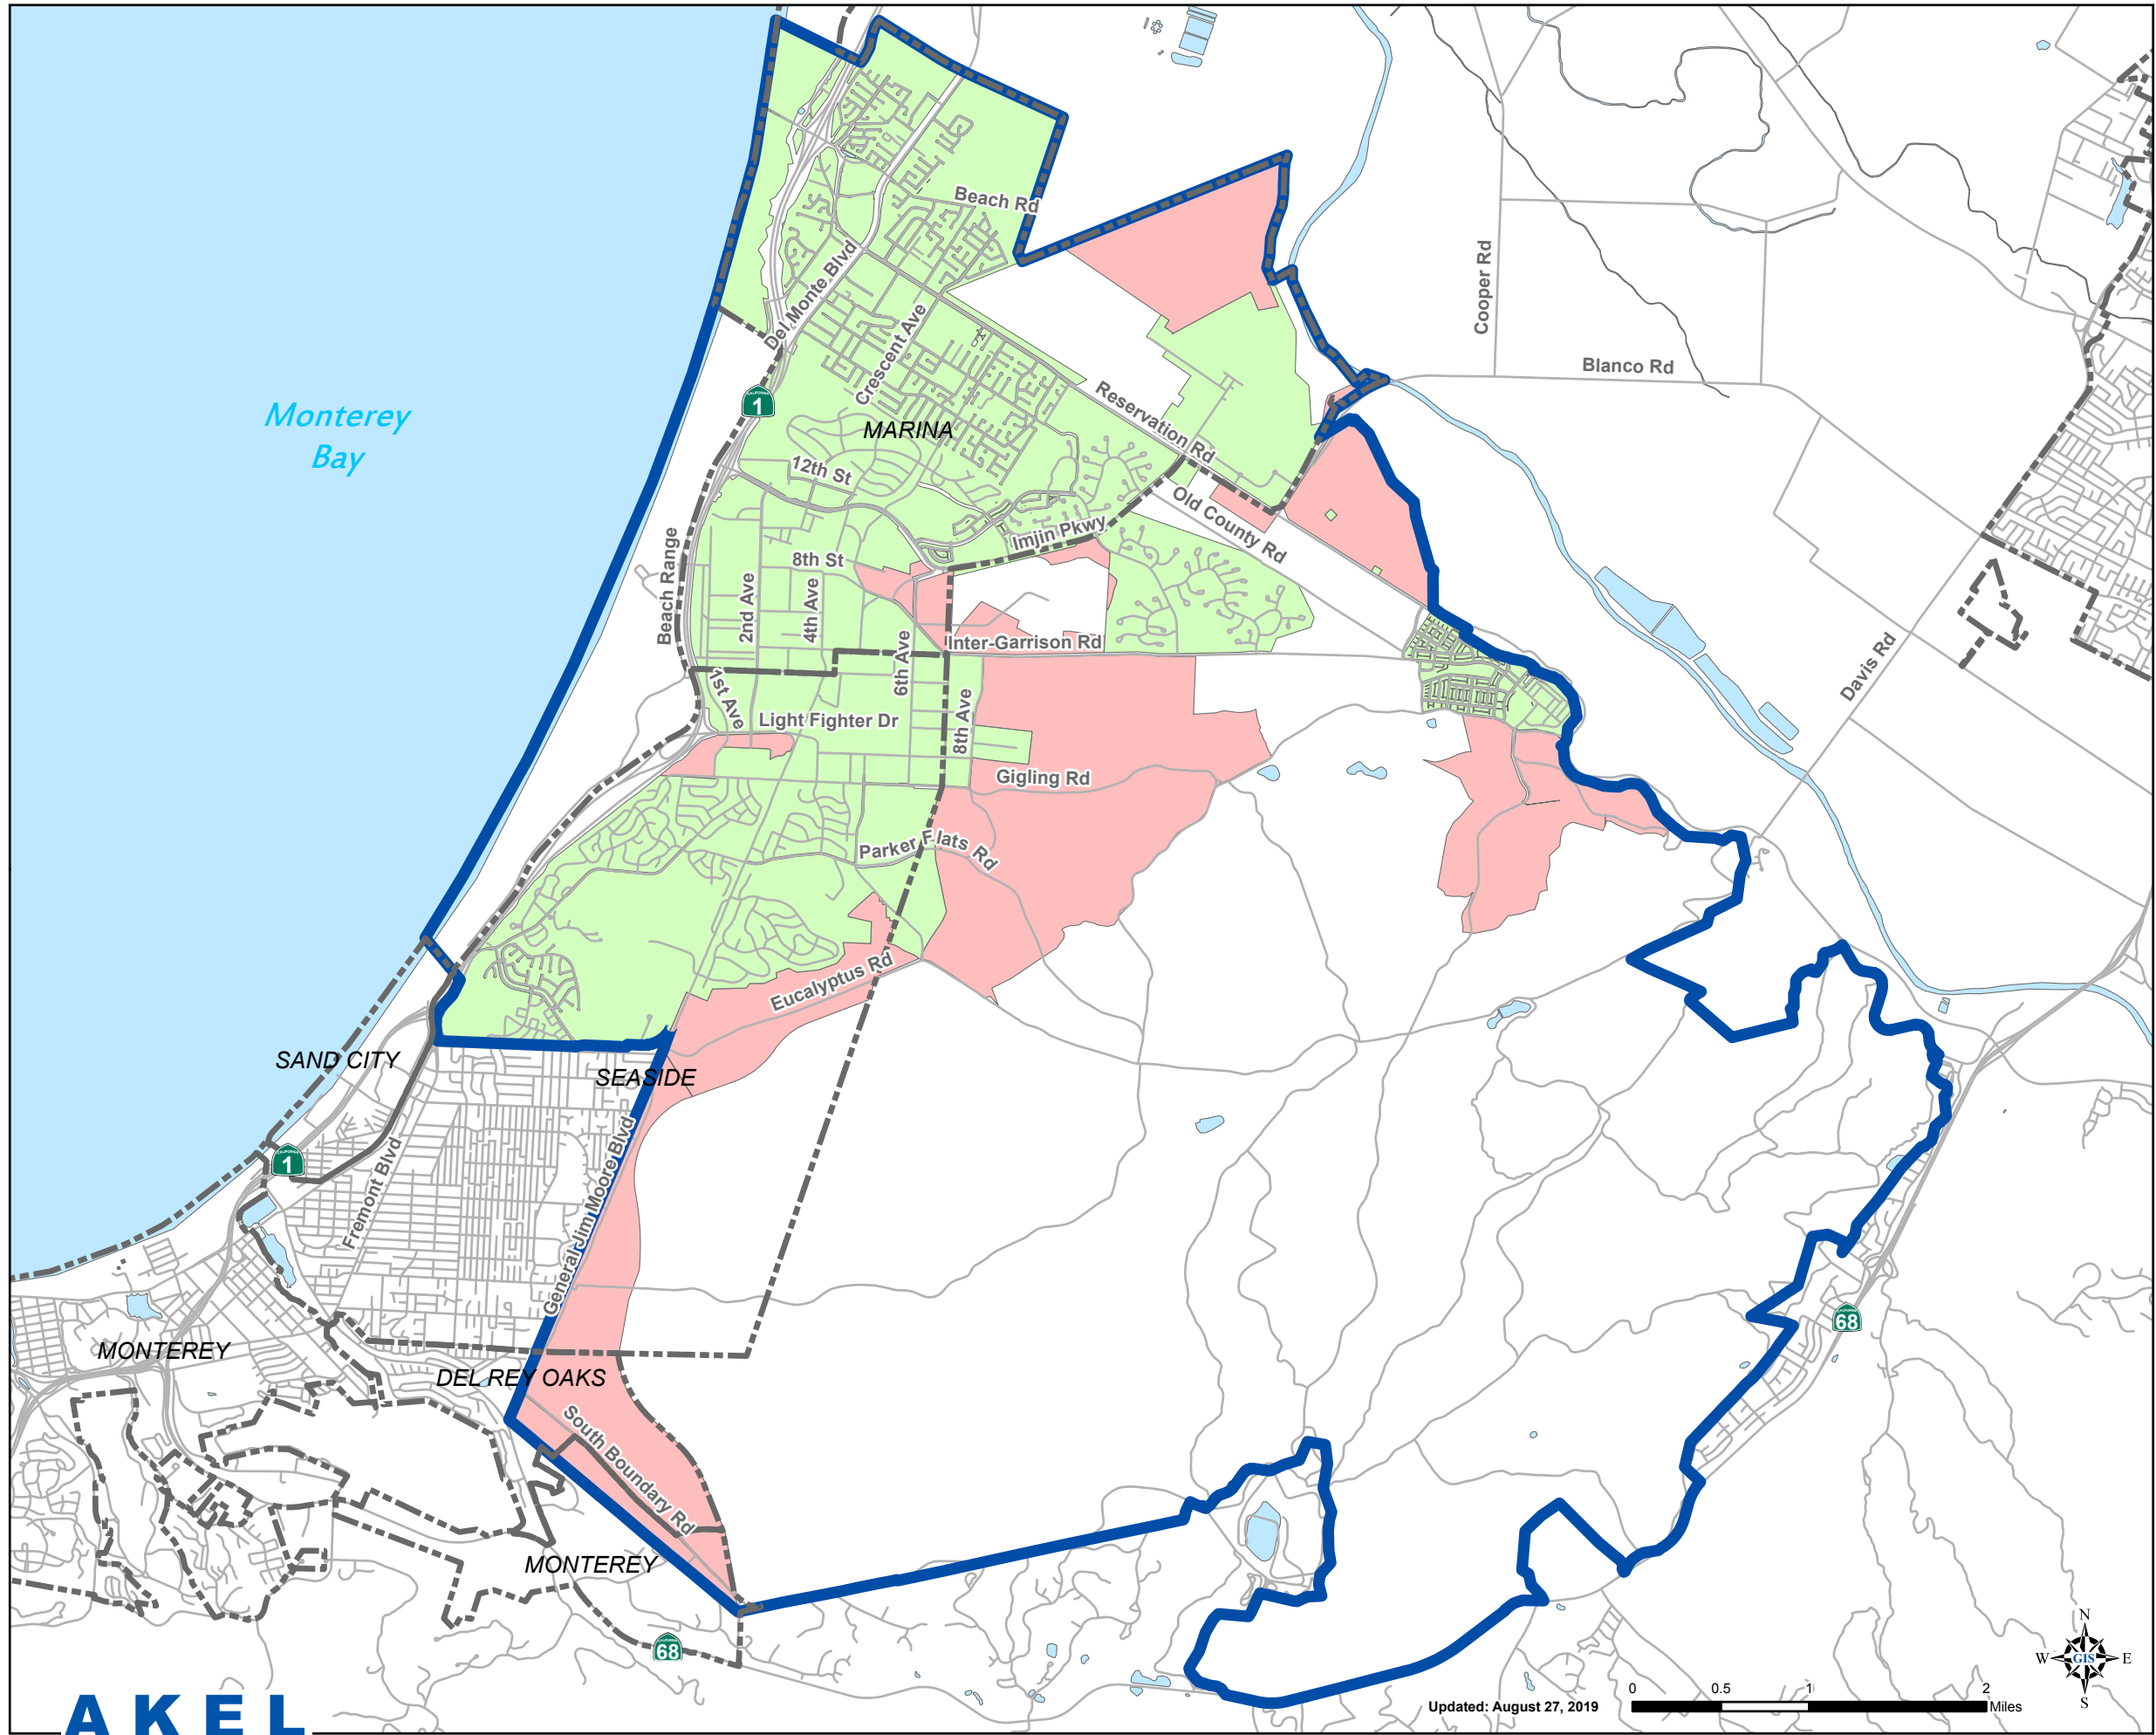 Beach Rd
Del Monte Blvd
Crescent Ave
Cooper Rd
Blanco Rd
Monterey
Bay
CALIFORNIA
1
MARINA
Reservation Rd
12th St
Old County Rd
Imjin Pkwy
8th St
Beach Range
2nd Ave
4th Ave
6th Ave
Inter-Garrison Rd
Davis Rd
1st Ave
Light Fighter Dr
8th Ave
Gigling Rd
Parker Flats Rd
Eucalyptus Rd
SAND CITY
SEASIDE
CALIFORNIA
1
Fremont Blvd
General Jim Moore Blvd
CALIFORNIA
68
MONTEREY
DEL REY OAKS
South Boundary Rd
MONTEREY
CALIFORNIA
68
N
W GIS E
S
0 0.5 1 2
Updated: August 27, 2019
Miles
AKEL